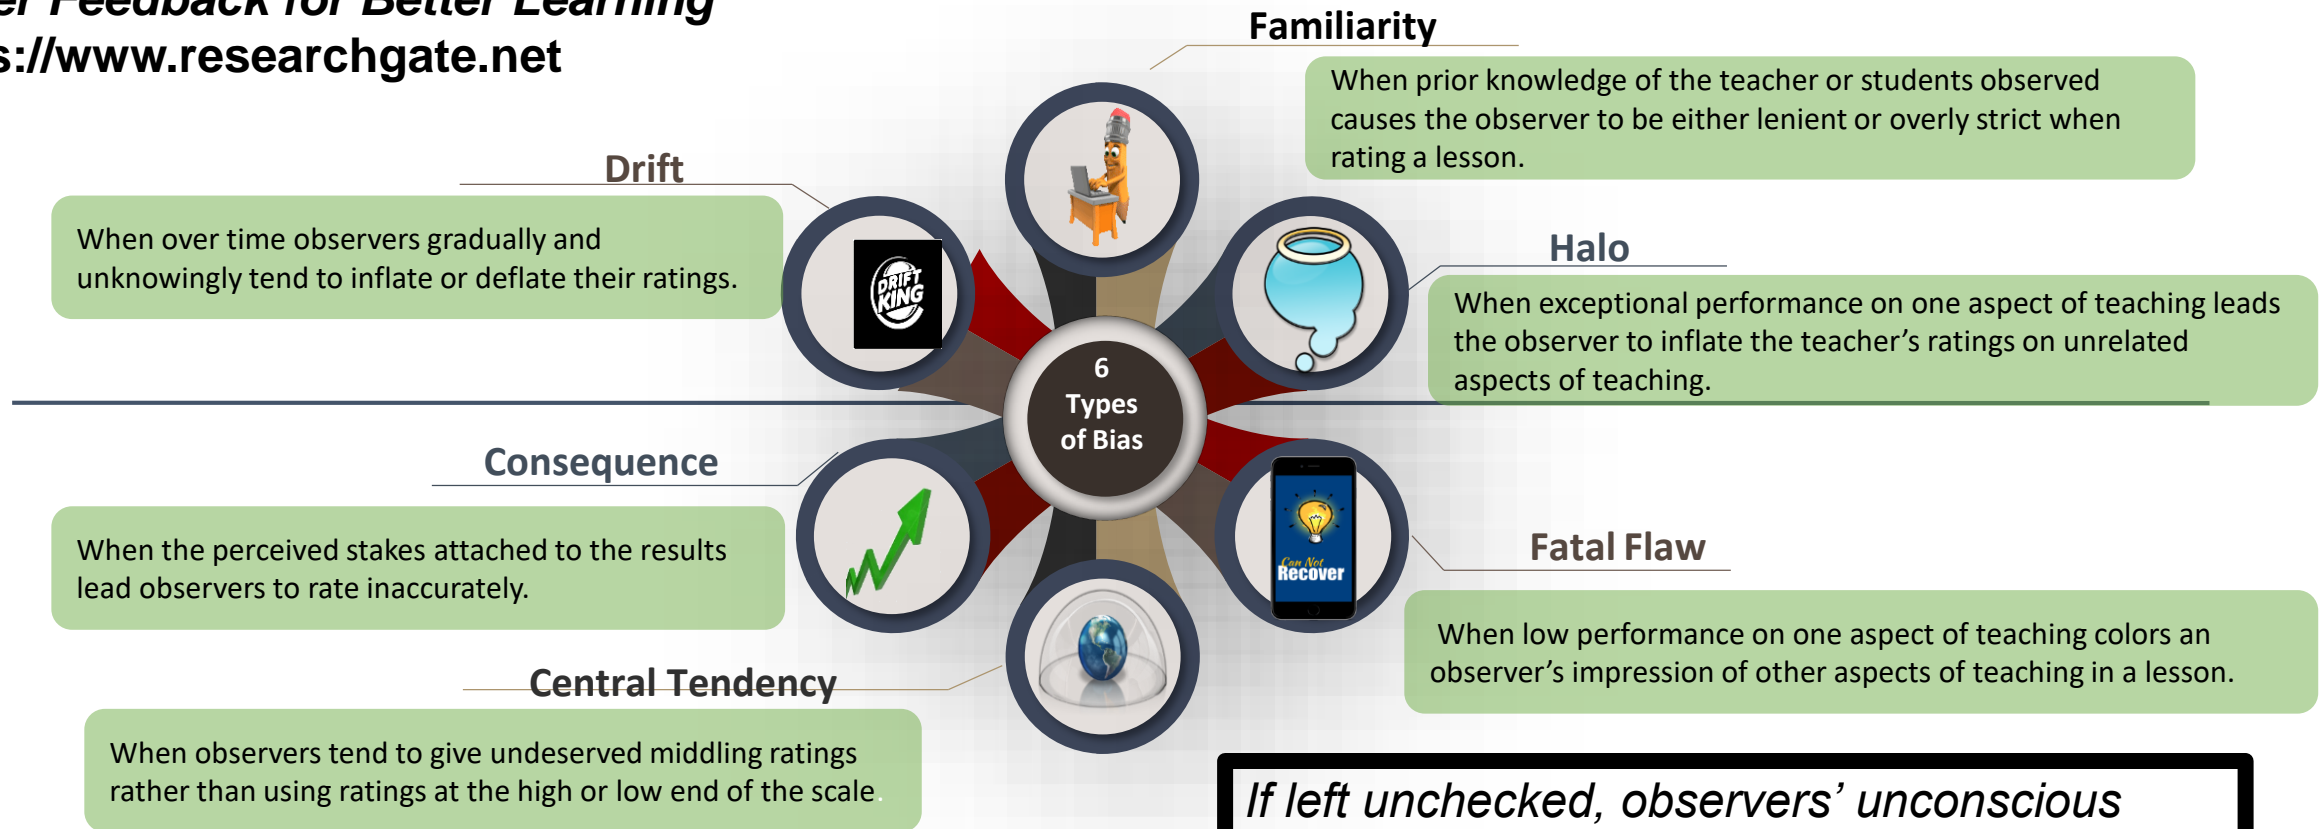 er Feedback for Better Learning
s://www.researchgate.net
Familiarity
When prior knowledge of the teacher or students observed
causes the observer to be either lenient or overly strict when
rating a lesson.
Drift
When over time observers gradually and
unknowingly tend to inflate or deflate their ratings.
DRIFT
KING
Halo
When exceptional performance on one aspect of teaching leads
the observer to inflate the teacher’s ratings on unrelated
aspects of teaching.
6
Types
of Bias
Consequence
When the perceived stakes attached to the results
lead observers to rate inaccurately.
Can Not
Recover
Fatal Flaw
When low performance on one aspect of teaching colors an
observer’s impression of other aspects of teaching in a lesson.
Central Tendency
When observers tend to give undeserved middling ratings
rather than using ratings at the high or low end of the scale.
If left unchecked, observers’ unconscious